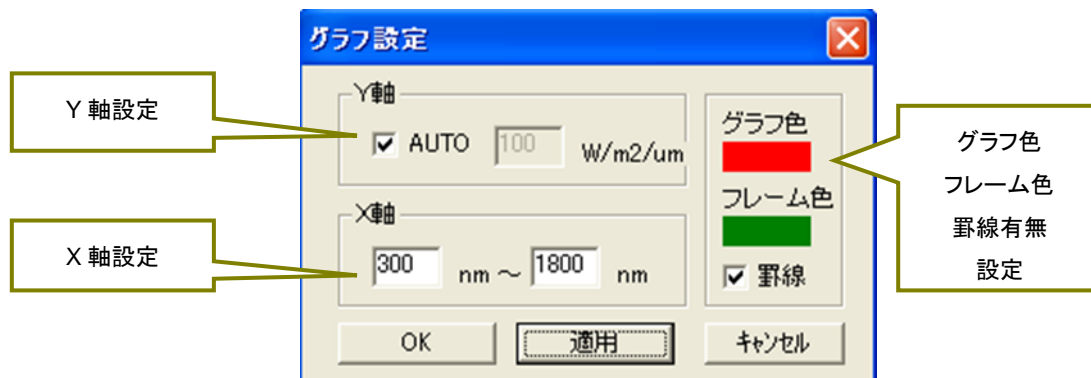 グラフ設定
Y 軸設定
Y軸
AUTO 100 W/m2/um
X 軸設定
X軸
300 nm ～ 1800 nm
グラフ色
フレーム色
罫線
グラフ色
フレーム色
罫線有無
設定
OK 適用 キャンセル